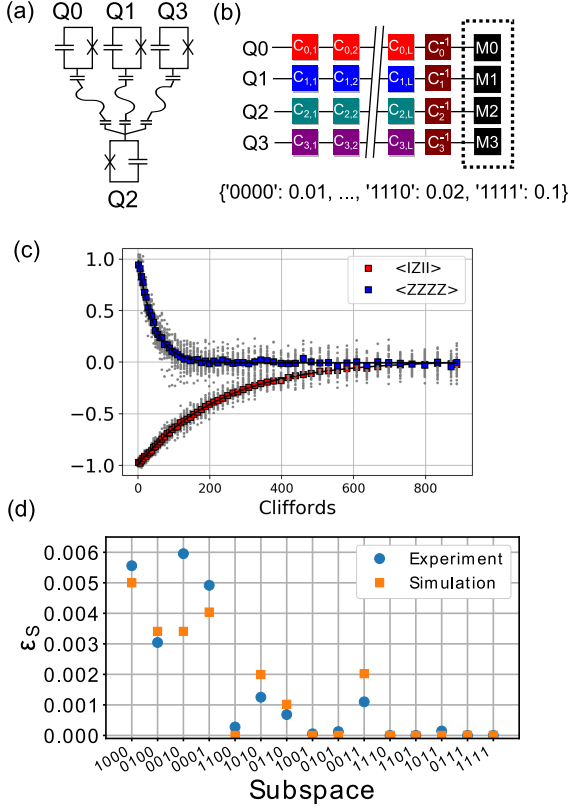 (a)
Q0 Q1 Q3
Q2
(b)
Q0 C0,1 C0,2 C0,L C0^-1 M0
Q1 C1,1 C1,2 C1,L C1^-1 M1
Q2 C2,1 C2,2 C2,L C2^-1 M2
Q3 C3,1 C3,2 C3,L C3^-1 M3
{'0000': 0.01, ..., '1110': 0.02, '1111': 0.1}
(c)
<IZII>
<ZZZZ>
1.0
0.5
0.0
−0.5
−1.0
0 200 400 600 800
Cliffords
(d)
Experiment
Simulation
0.006
0.005
0.004
0.003
0.002
0.001
0.000
εS
1000 0100 0010 0001 1100 1010 1001 0101 0011 0011 1110 1101 1011 0111 1111
Subspace